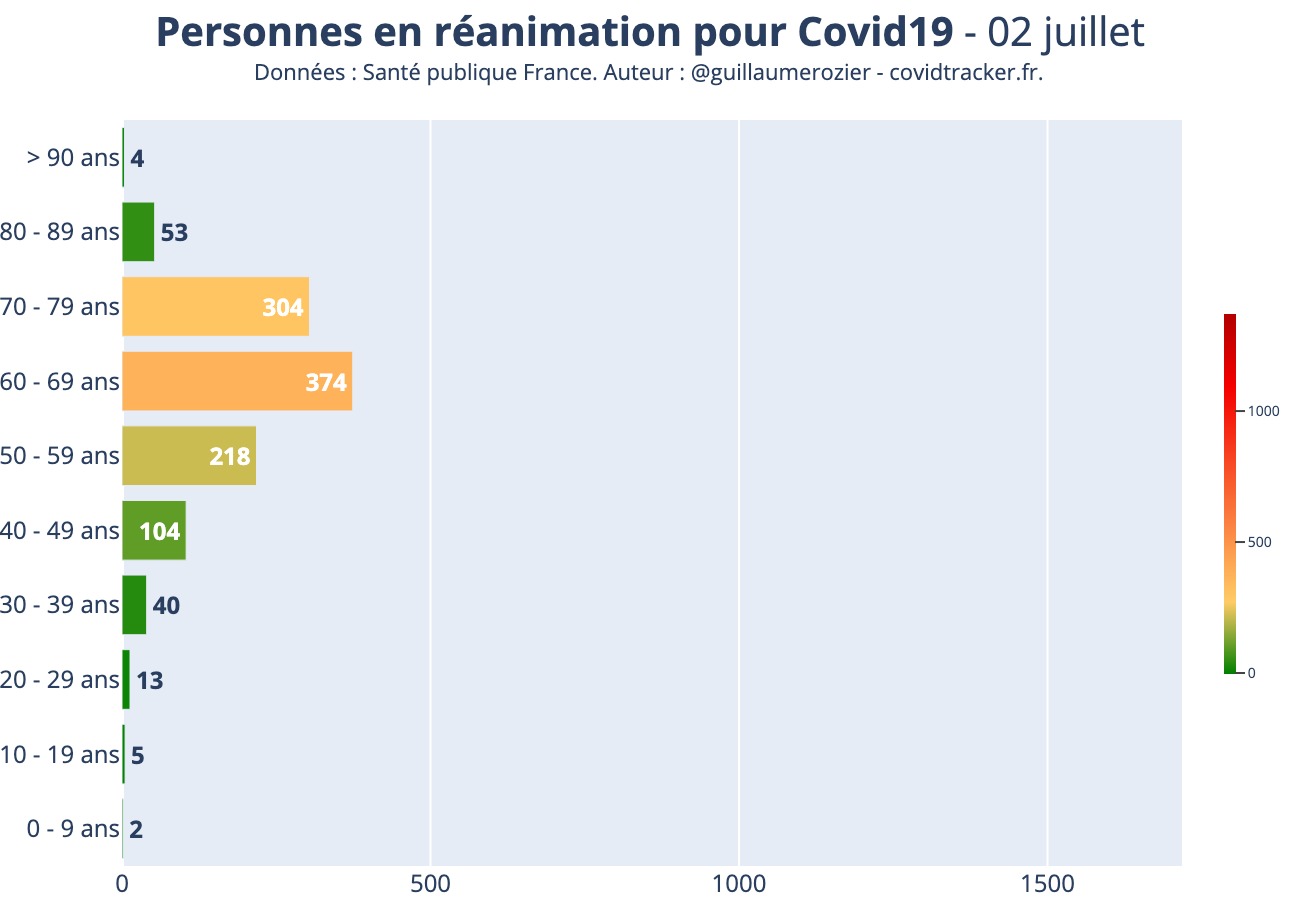 Personnes en réanimation pour Covid19 - 02 juillet
Données : Santé publique France. Auteur : @guillaumerozier - covidtracker.fr.
> 90 ans 4
80 - 89 ans 53
70 - 79 ans 304
60 - 69 ans 374
50 - 59 ans 218
40 - 49 ans 104
30 - 39 ans 40
20 - 29 ans 13
10 - 19 ans 5
0 - 9 ans 2
0 500 1000 1500
1000
500
0